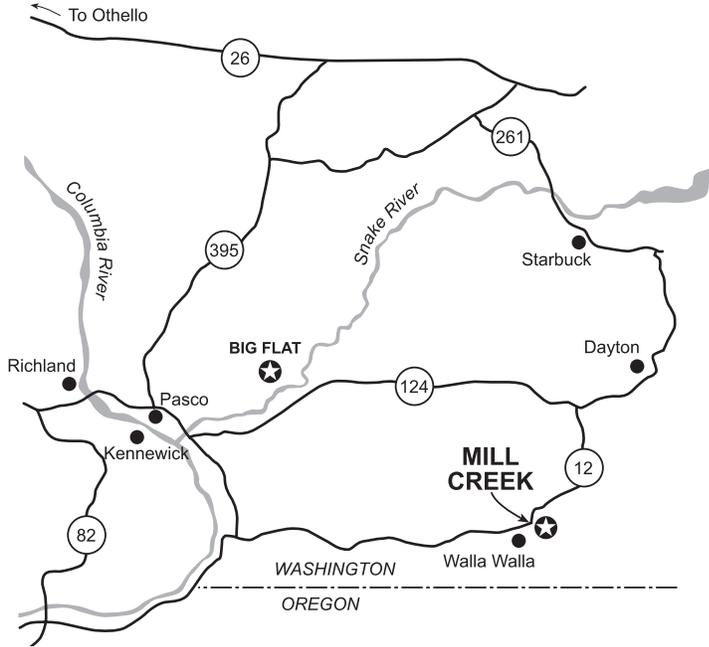 To Othello
26
261
Columbia River
Snake River
395
Starbuck
BIG FLAT
Dayton
Richland
124
Pasco
Kennewick
MILL
CREEK
12
82
Walla Walla
WASHINGTON
OREGON